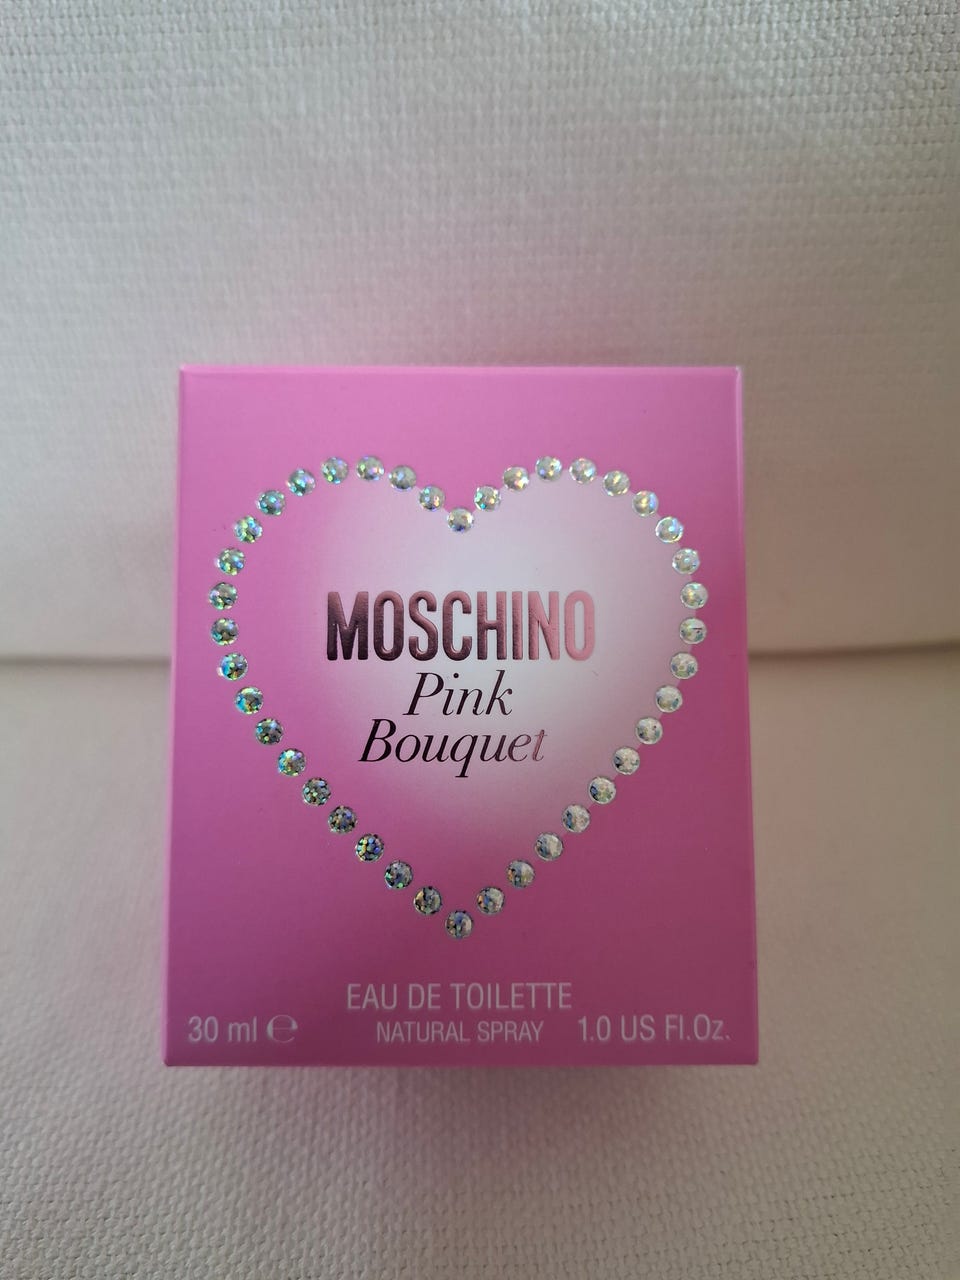 MOSCHINO
Pink
Bouquet
EAU DE TOILETTE
30 ml ℮ NATURAL SPRAY 1.0 US Fl.Oz.